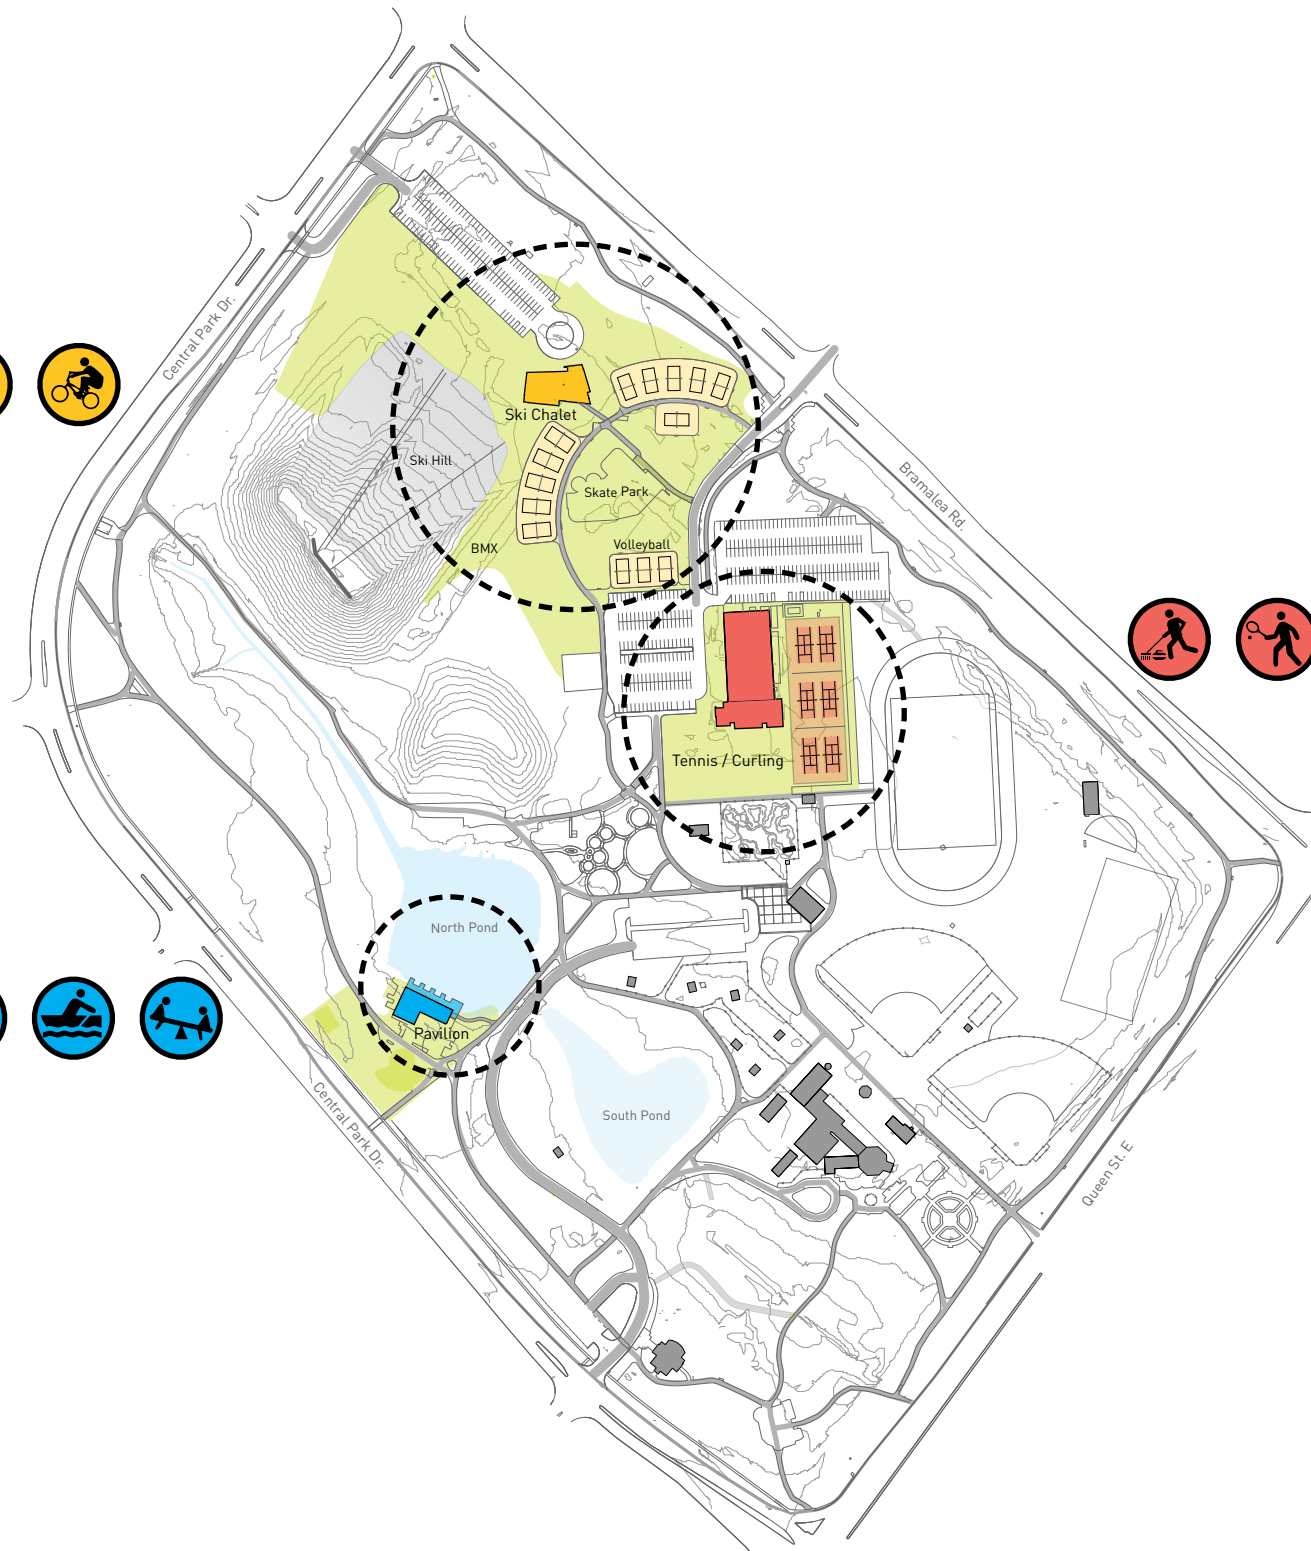 Central Park Dr.
Ski Chalet
Ski Hill
Skate Park
Bramalea Rd.
BMX
Volleyball
Tennis / Curling
North Pond
Pavilion
South Pond
Central Park Dr.
Queen St. E